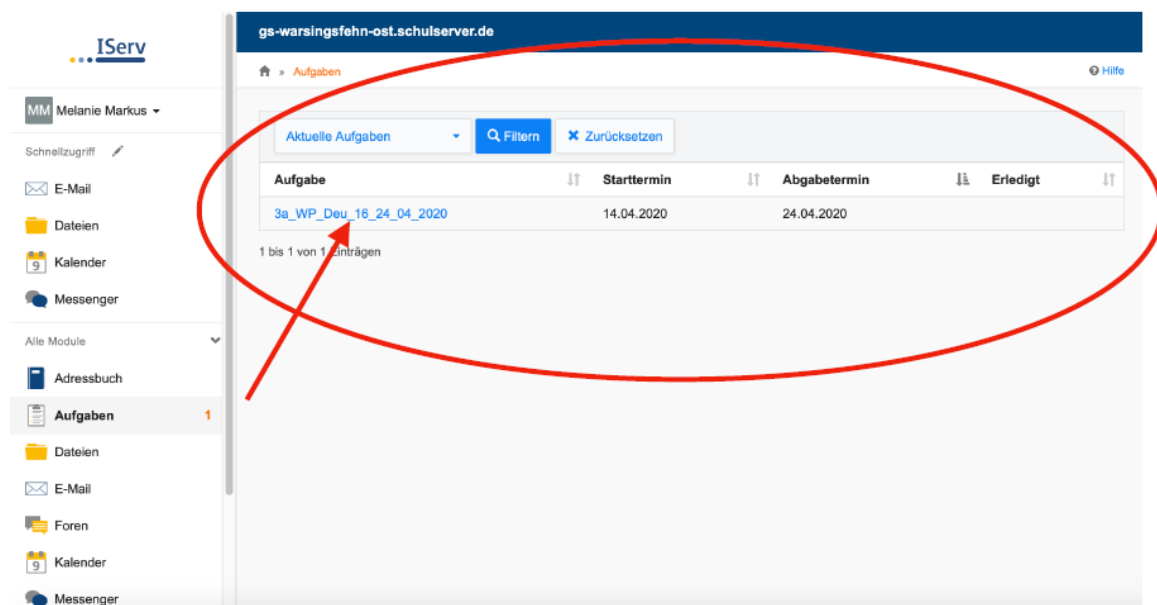 IServ
MM Melanie Markus
Schnellzugriff
E-Mail
Dateien
9 Kalender
Messenger
Alle Module
Adressbuch
Aufgaben 1
Dateien
E-Mail
Foren
9 Kalender
Messenger
gs-warsingsfehn-ost.schulserver.de
» Aufgaben
Hilfe
Aktuelle Aufgaben Filtern Zurücksetzen
Aufgabe Starttermin Abgabetermin Erledigt
3a_WP_Deu_16_24_04_2020 14.04.2020 24.04.2020
1 bis 1 von 1 Einträgen